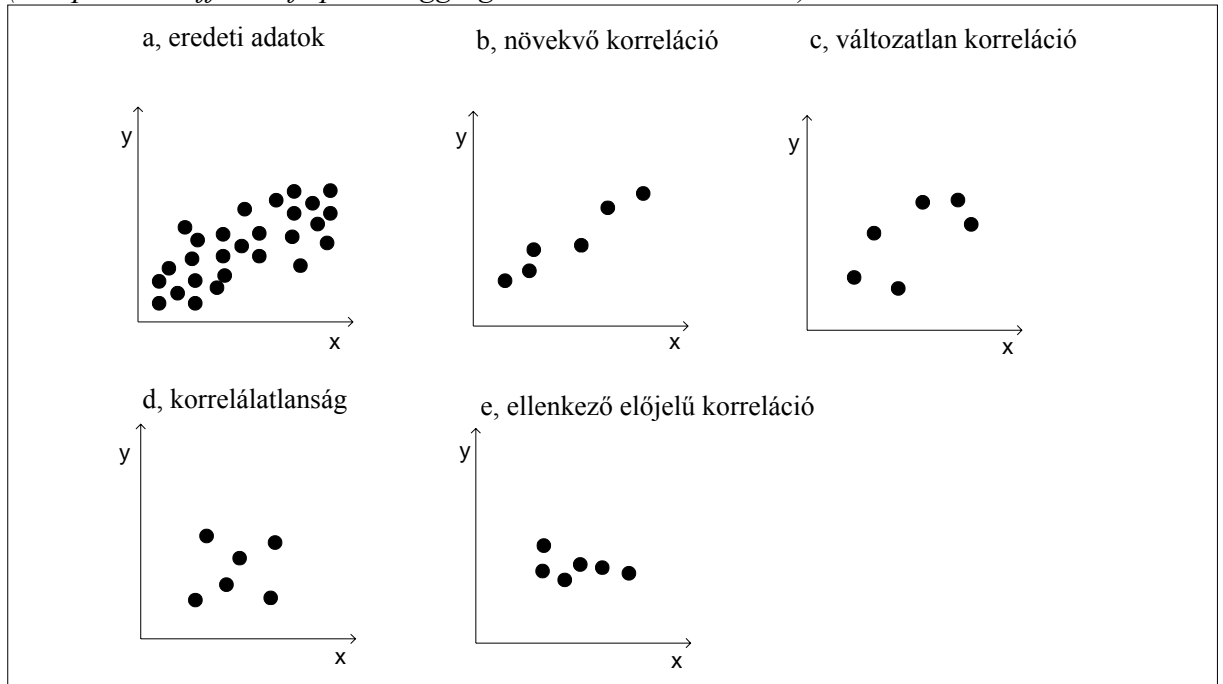 a, eredeti adatok
b, növekvő korreláció
c, változatlan korreláció
y
x
y
x
y
x
d, korrelálatlanság
e, ellenkező előjelű korreláció
y
x
y
x